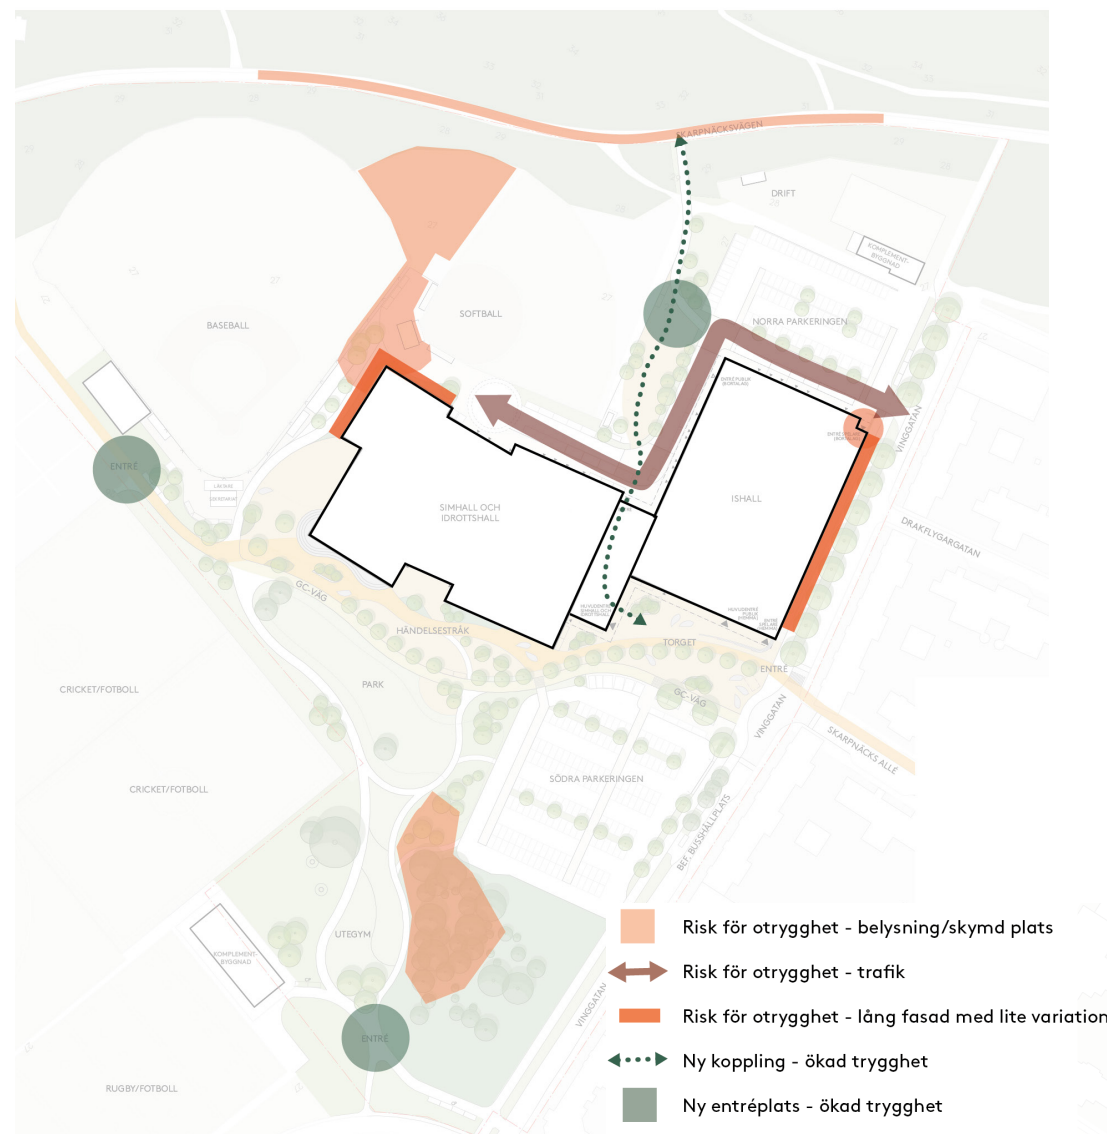 SKARPNÄCKSVÄGEN
DRIFT
KOMPLEMENT-
BYGGNAD
NORRA PARKERINGEN
SOFTBALL
BASEBALL
VINGGATAN
ENTRÉ
ISHALL
SIMHALL OCH
IDROTTSHALL
DRAKFLYGARGATAN
GC-VÄG
HÄNDELSESTRÅK
TORGET
ENTRÉ
PARK
CRICKET/FOTBOLL
GC-VÄG
VINGGATAN
SKARPNÄCKS ALLÉ
SÖDRA PARKERINGEN
CRICKET/FOTBOLL
BEF. BUSSHÅLLPLATS
UTEGYM
KOMPLEMENT-
BYGGNAD
VINGGATAN
ENTRÉ
RUGBY/FOTBOLL
Risk för otrygghet - belysning/skymd plats
Risk för otrygghet - trafik
Risk för otrygghet - lång fasad med lite variation
Ny koppling - ökad trygghet
Ny entréplats - ökad trygghet